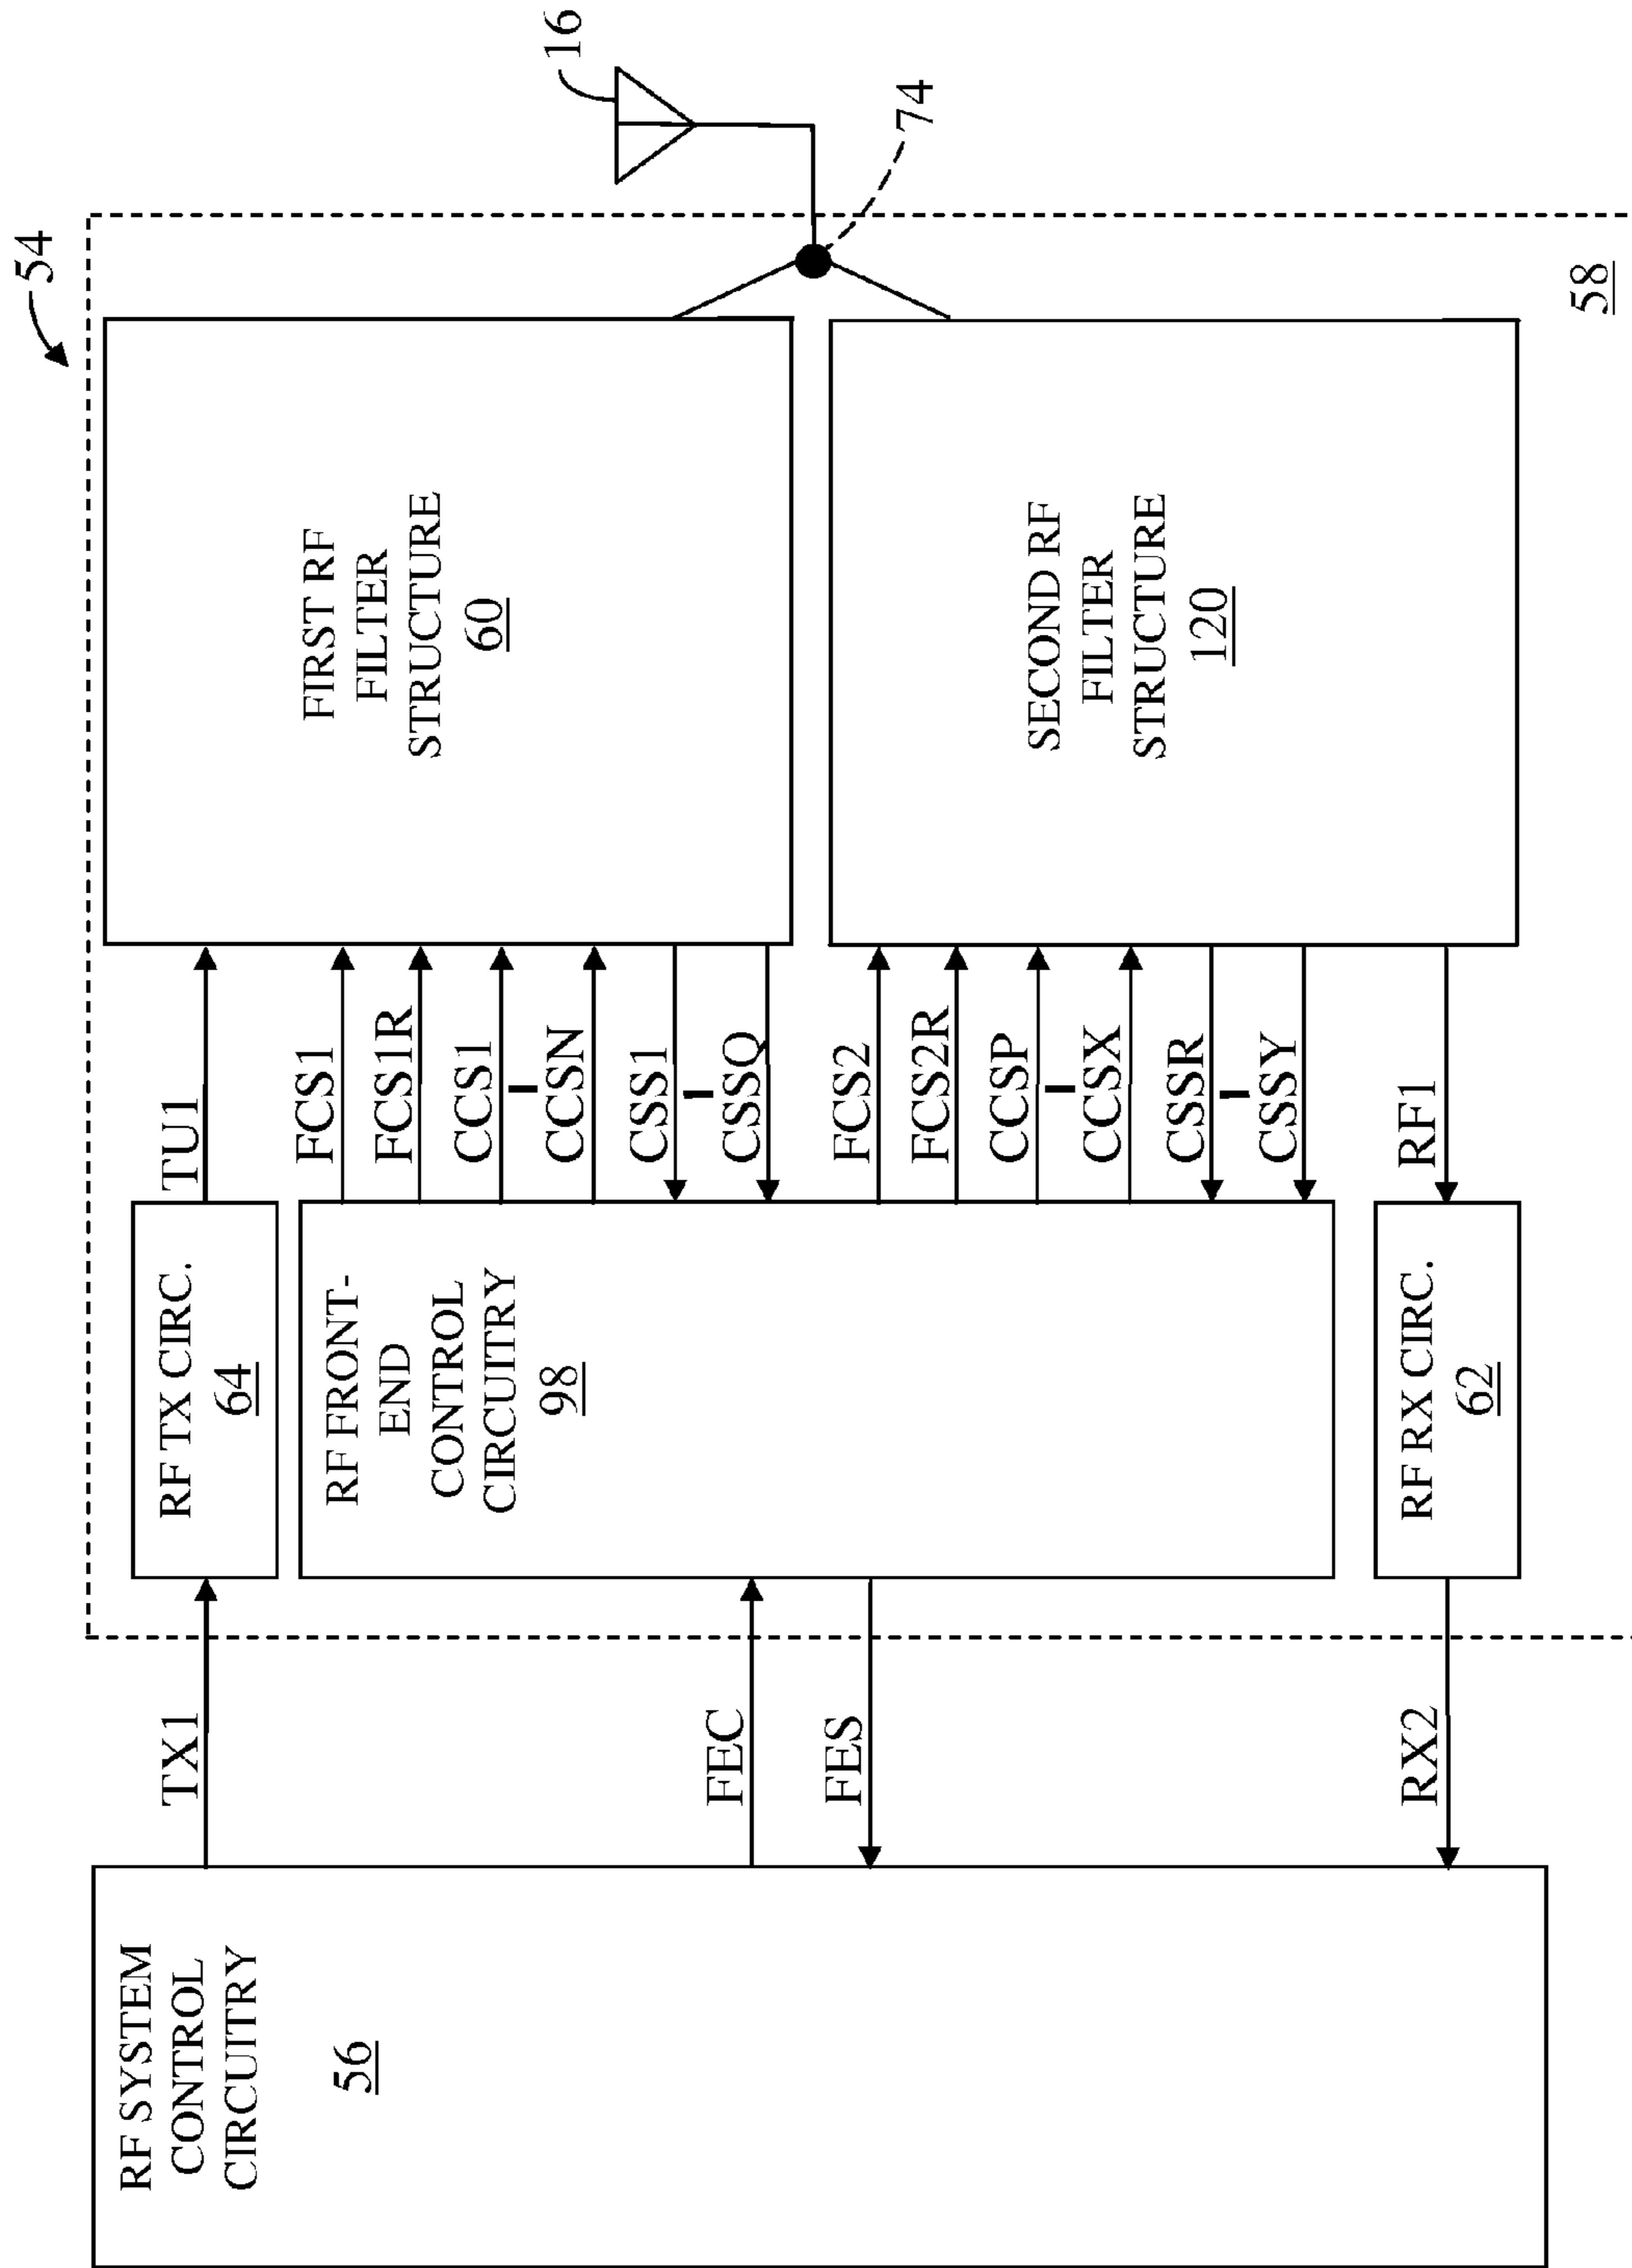 54
16
74
58
RF SYSTEM
CONTROL
CIRCUITRY
56
TX1
FEC
FES
RX2
RF TX CIRC.
64
RF FRONT-
END
CONTROL
CIRCUITRY
98
RF RX CIRC.
62
TU1
FCS1
FCS1R
CCS1
-
CCSN
CSS1
-
CSSQ
FCS2
FCS2R
CCSP
-
CCSX
CSSR
-
CSSY
RF1
FIRST RF
FILTER
STRUCTURE
60
SECOND RF
FILTER
STRUCTURE
120